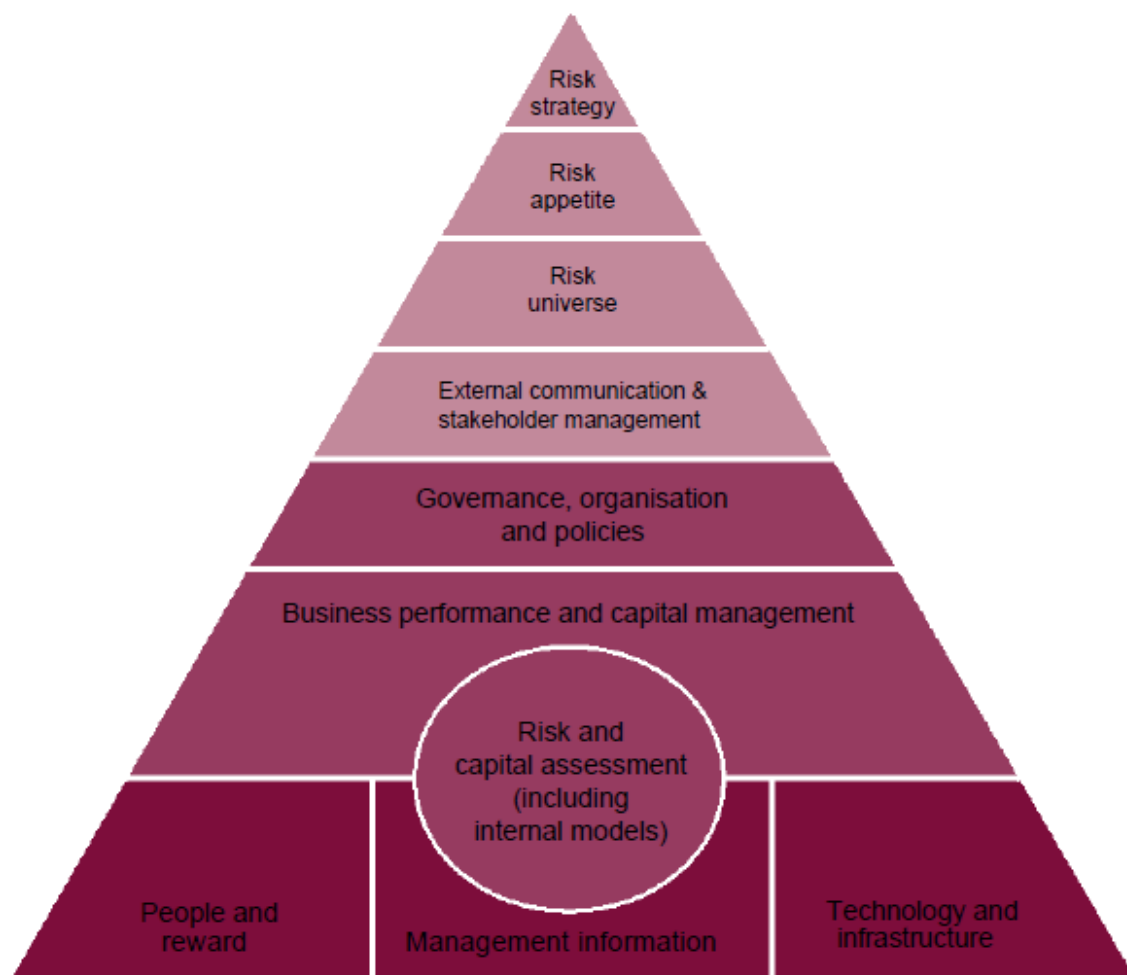 Risk
strategy
Risk
appetite
Risk
universe
External communication &
stakeholder management
Governance, organisation
and policies
Business performance and capital management
Risk and
capital assessment
(including
internal models)
People and
reward
Management information
Technology and
infrastructure